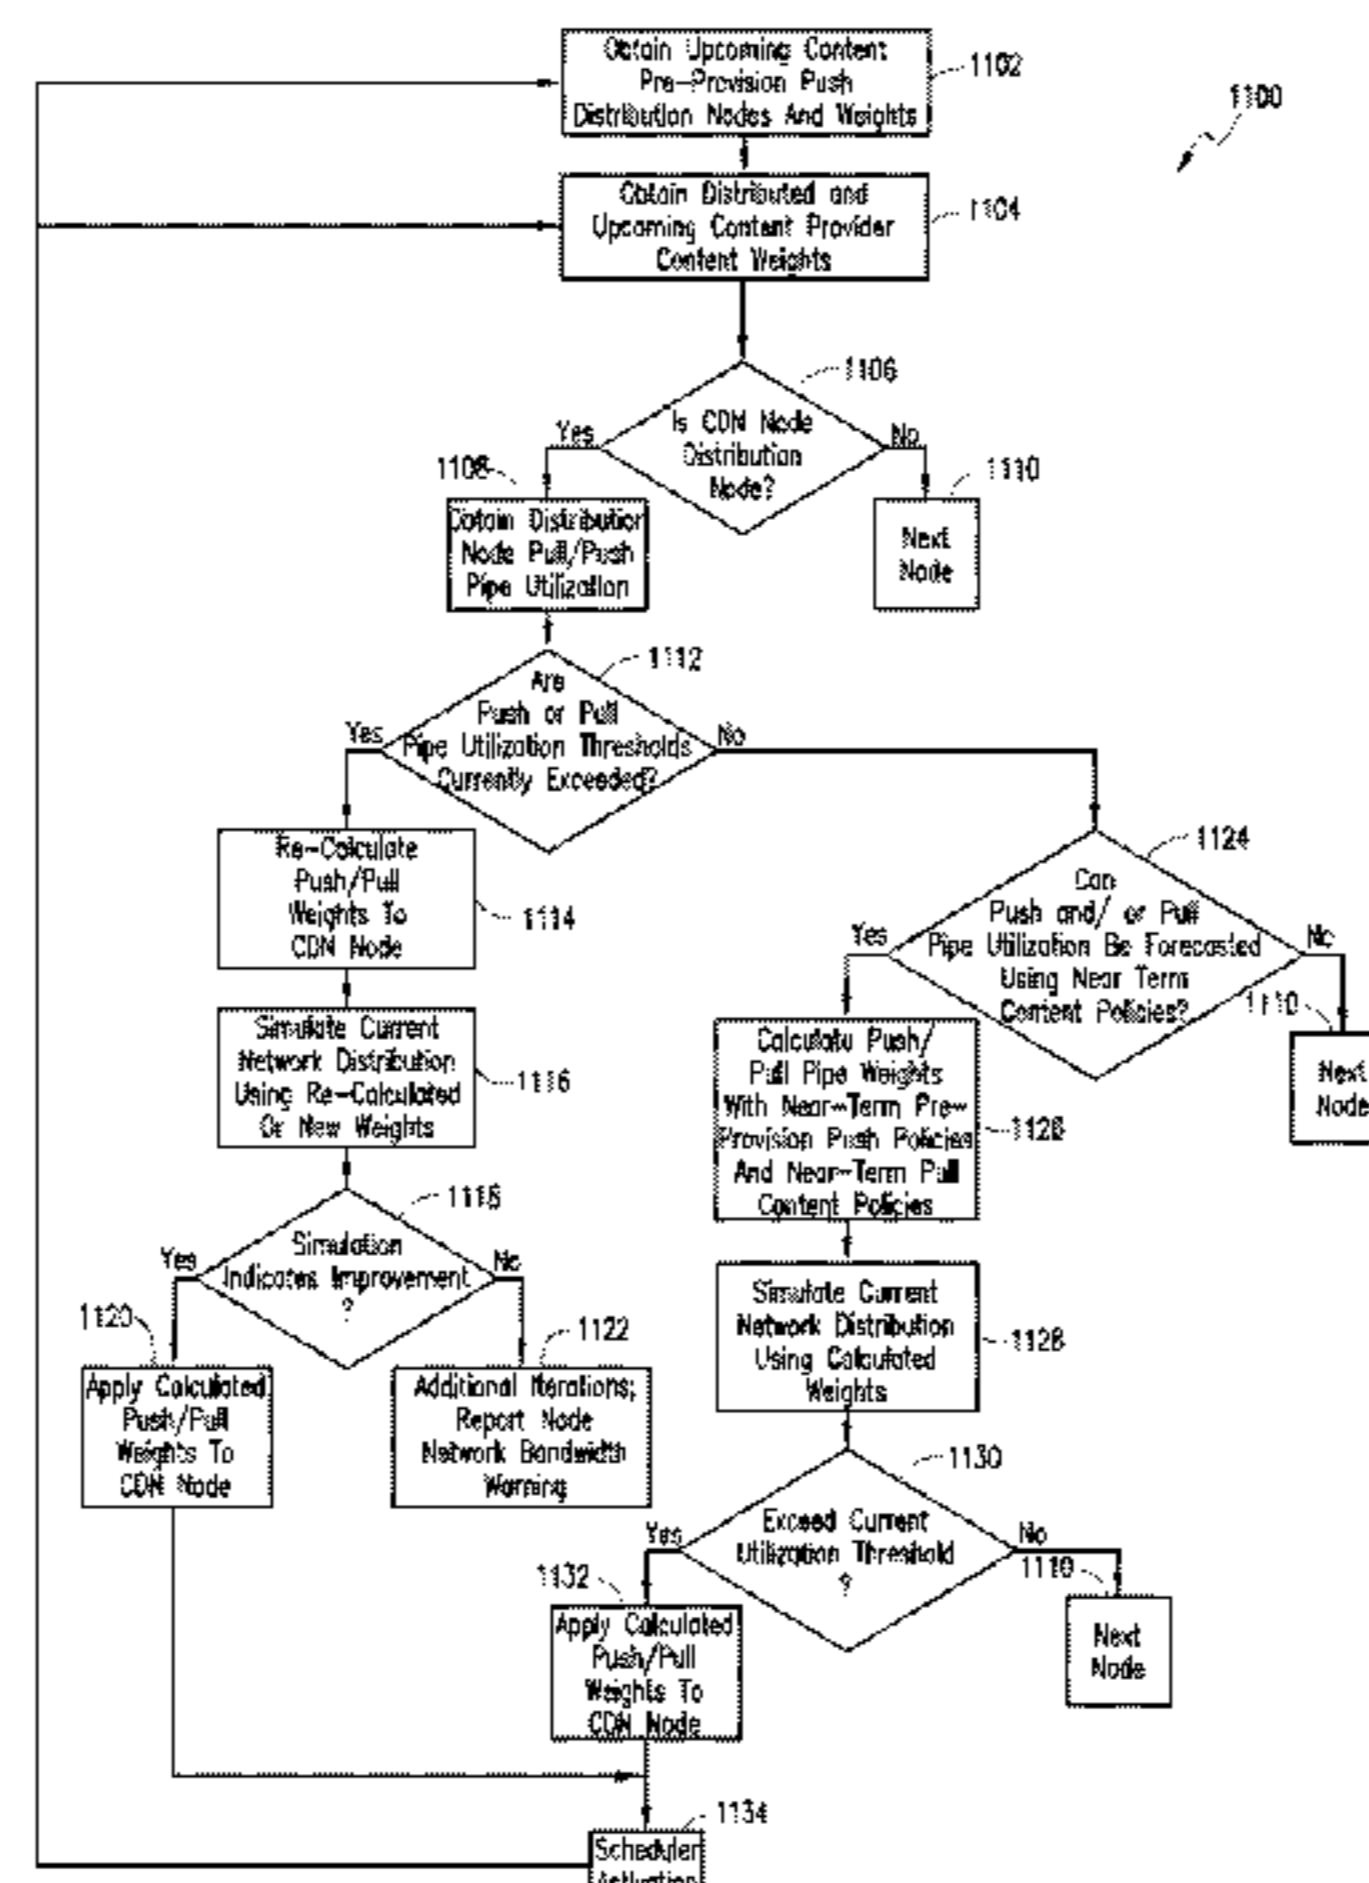 Obtain Upcoming Content
Pre-Provision Push
Distribution Nodes And Weights
1102
1100
Obtain Distributed and
Upcoming Content Provider
Content Weights
1104
1106
Is CDN Node
Distribution
Node?
Yes
No
1108
1110
Obtain Distribution
Node Pull/Push
Pipe Utilization
Next
Node
1112
Are
Push or Pull
Pipe Utilization Thresholds
Currently Exceeded?
Yes
No
Re-Calculate
Push/Pull
Weights To
CDN Node
1114
1124
Can
Push and/ or Pull
Pipe Utilization Be Forecasted
Using Near Term
Content Policies?
Yes
No
1110
Next
Node
Simulate Current
Network Distribution
Using Re-Calculated
Or New Weights
1116
Calculate Push/
Pull Pipe Weights
With Near-Term Pre-
Provision Push Policies
And Near-Term Pull
Content Policies
1126
1118
Simulation
Indicates Improvement
?
Yes
No
1120
1122
Apply Calculated
Push/Pull
Weights To
CDN Node
Additional Iterations;
Report Node
Network Bandwidth
Warning
Simulate Current
Network Distribution
Using Calculated
Weights
1128
1130
Exceed Current
Utilization Threshold
?
Yes
No
1132
1110
Apply Calculated
Push/Pull
Weights To
CDN Node
Next
Node
1134
Scheduler
Activation